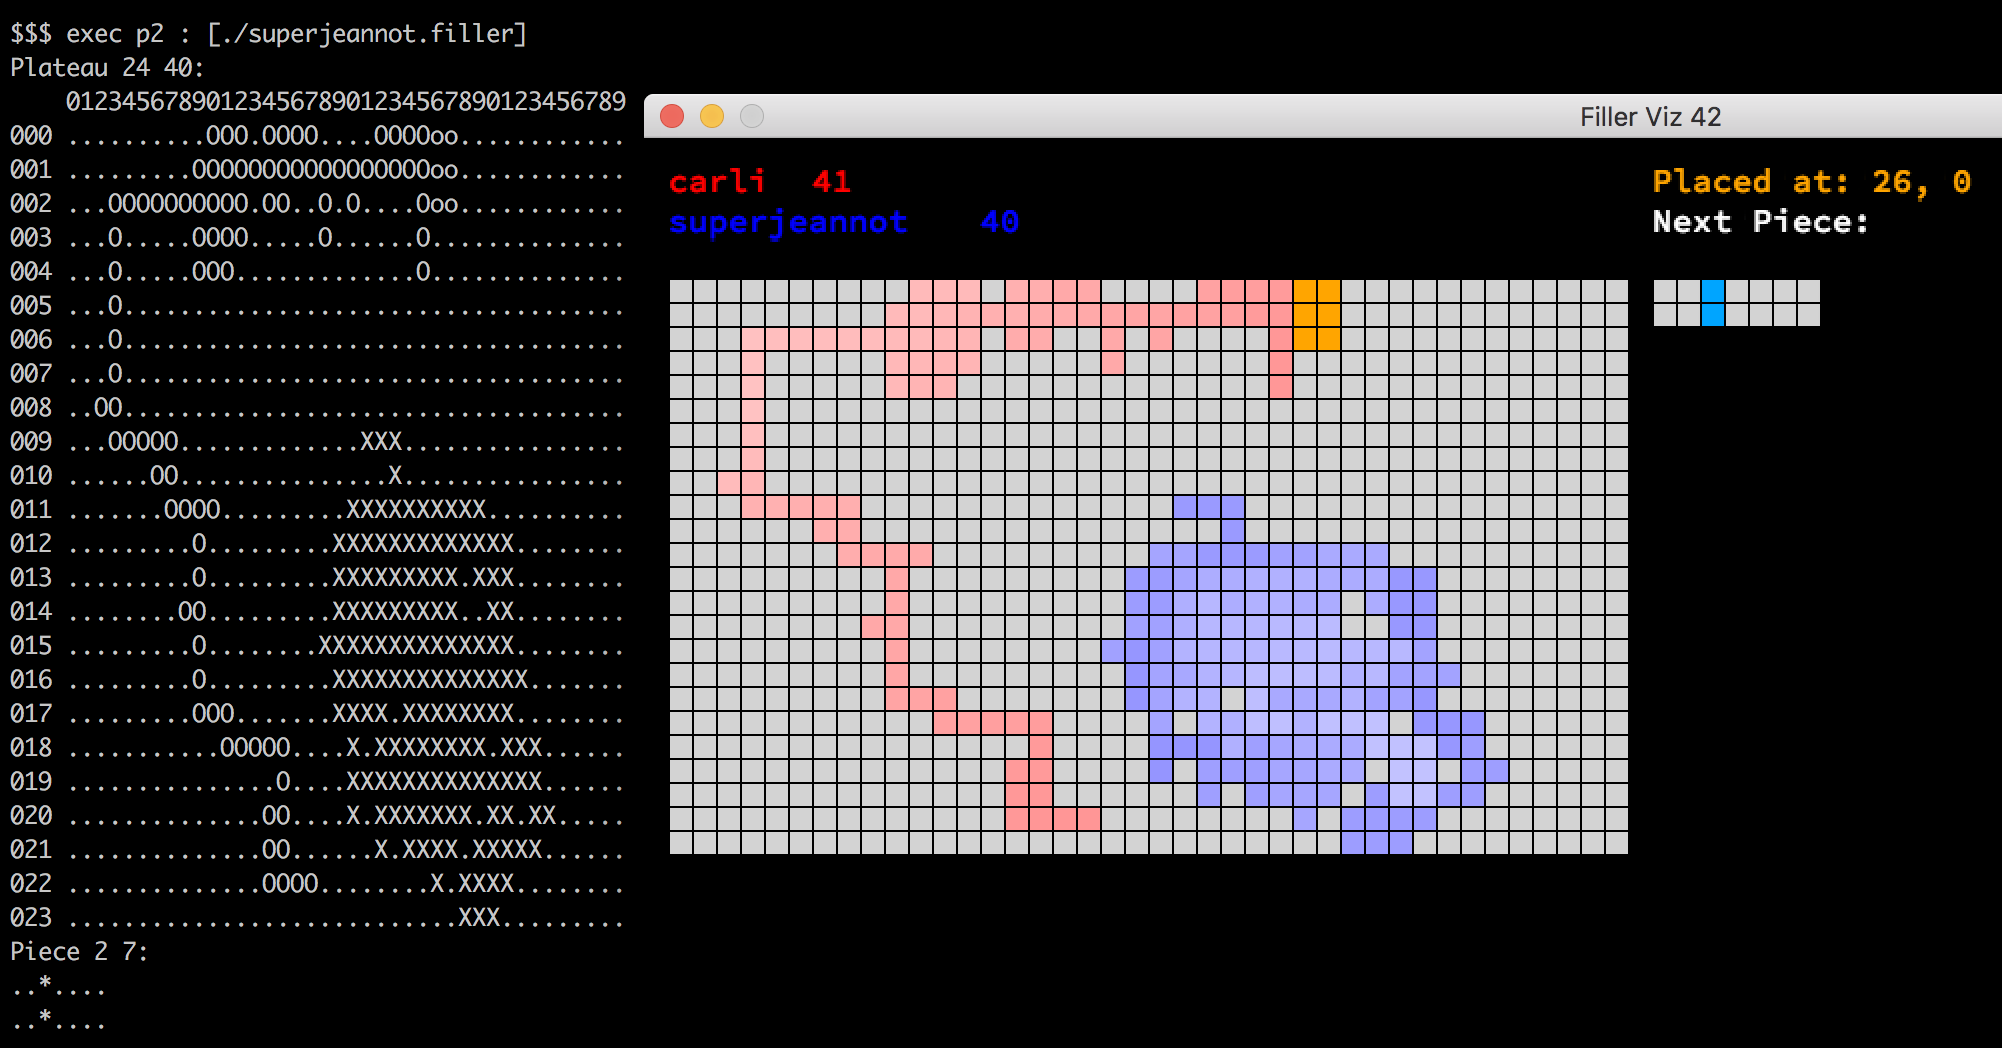 $$$ exec p2 : [./superjeannot.filler]
Plateau 24 40:
    0123456789012345678901234567890123456789
000 ..........OOO.OOOO....OOOOoo............
001 .........OOOOOOOOOOOOOOOOOoo............
002 ...OOOOOOOOOO.OO..O.O....Ooo............
003 ...O.....OOOO.....O......O..............
004 ...O.....OOO.............O..............
005 ...O....................................
006 ...O....................................
007 ...O....................................
008 ..OO....................................
009 ...OOOOO.............XXX................
010 ......OO...............X................
011 .......OOOO.........XXXXXXXXXX..........
012 .........O.........XXXXXXXXXXXXX........
013 .........O.........XXXXXXXXX.XXX........
014 ........OO.........XXXXXXXXX..XX........
015 .........O........XXXXXXXXXXXXXX........
016 .........O.........XXXXXXXXXXXXXX.......
017 .........OOO.......XXXX.XXXXXXXX........
018 ...........OOOOO....X.XXXXXXXX.XXX......
019 ...............O....XXXXXXXXXXXXXX......
020 ..............OO....X.XXXXXXX.XX.XX.....
021 ..............OO......X.XXXX.XXXXX......
022 ..............OOOO........X.XXXX........
023 ............................XXX.........
Piece 2 7:
..*....
..*....
Filler Viz 42
carli 41
superjeannot 40
Placed at: 26, 0
Next Piece: